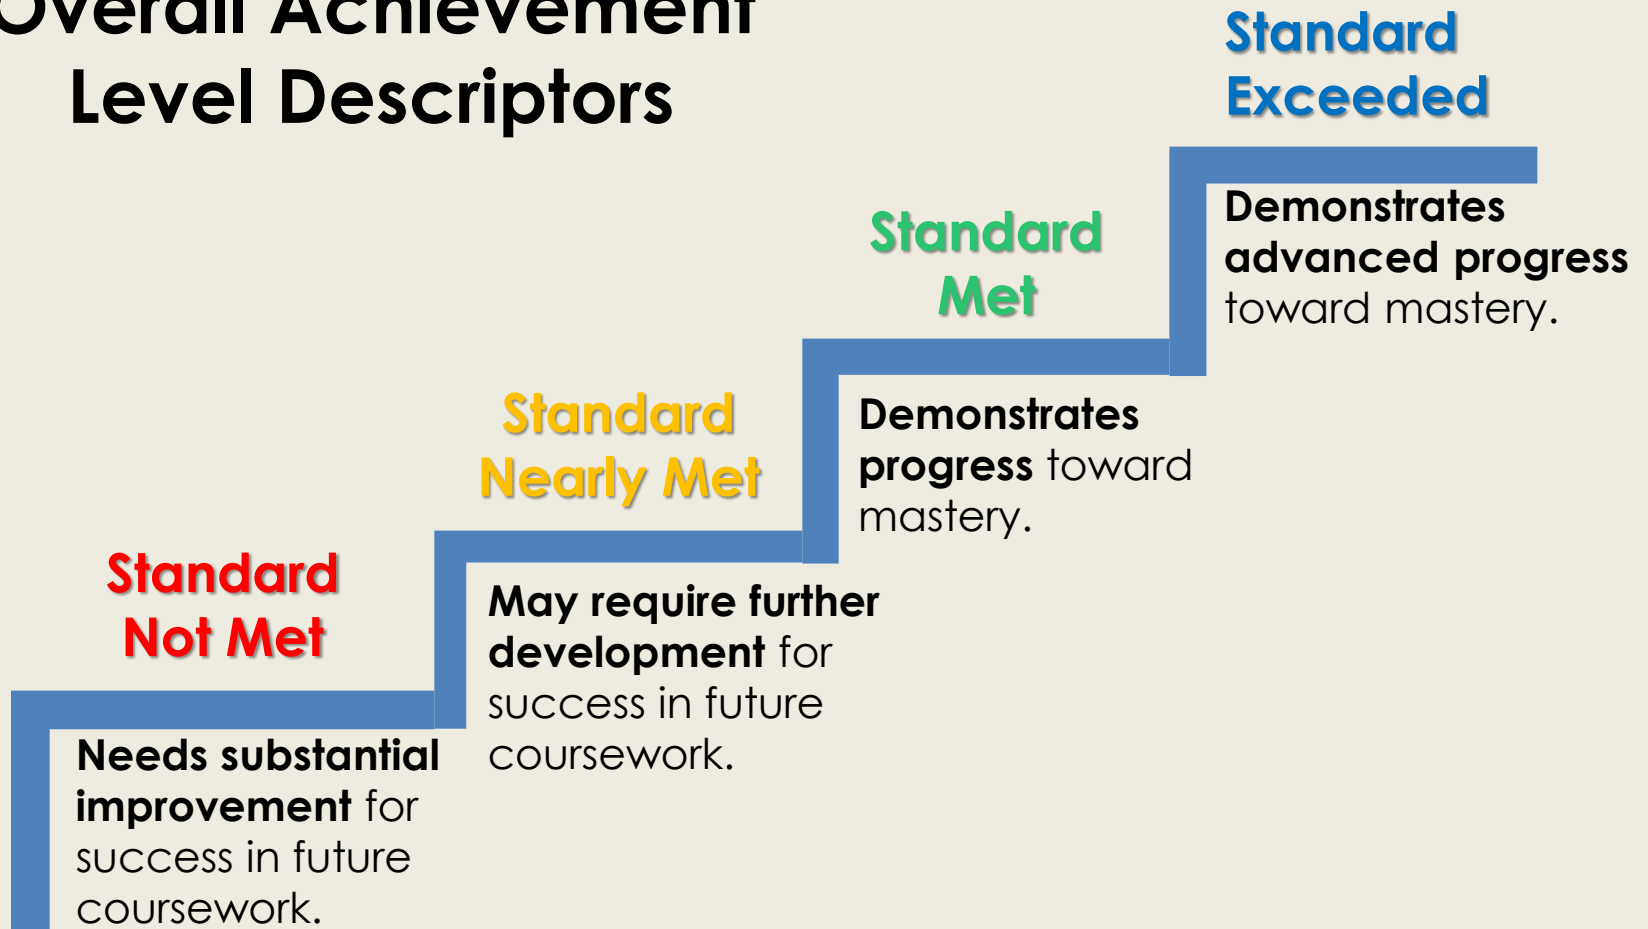 Overall Achievement
Level Descriptors
Standard
Exceeded
Demonstrates
advanced progress
toward mastery.
Standard
Met
Demonstrates
progress toward
mastery.
Standard
Nearly Met
May require further
development for
success in future
coursework.
Standard
Not Met
Needs substantial
improvement for
success in future
coursework.